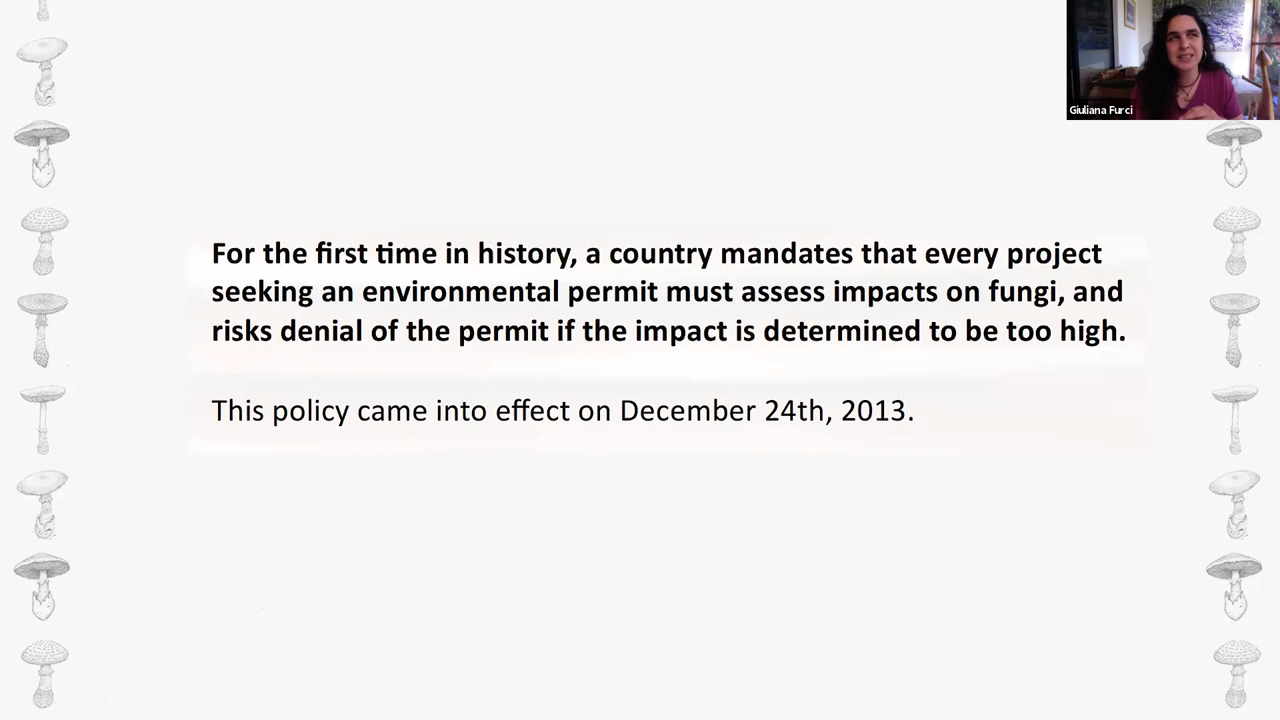 Giuliana Furci
For the first time in history, a country mandates that every project
seeking an environmental permit must assess impacts on fungi, and
risks denial of the permit if the impact is determined to be too high.
This policy came into effect on December 24th, 2013.